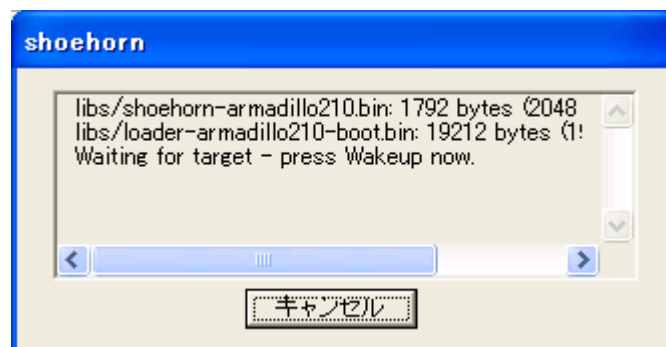 shoehorn
libs/shoehorn-armadillo210.bin: 1792 bytes (2048
libs/loader-armadillo210-boot.bin: 19212 bytes (1!
Waiting for target - press Wakeup now.
キャンセル